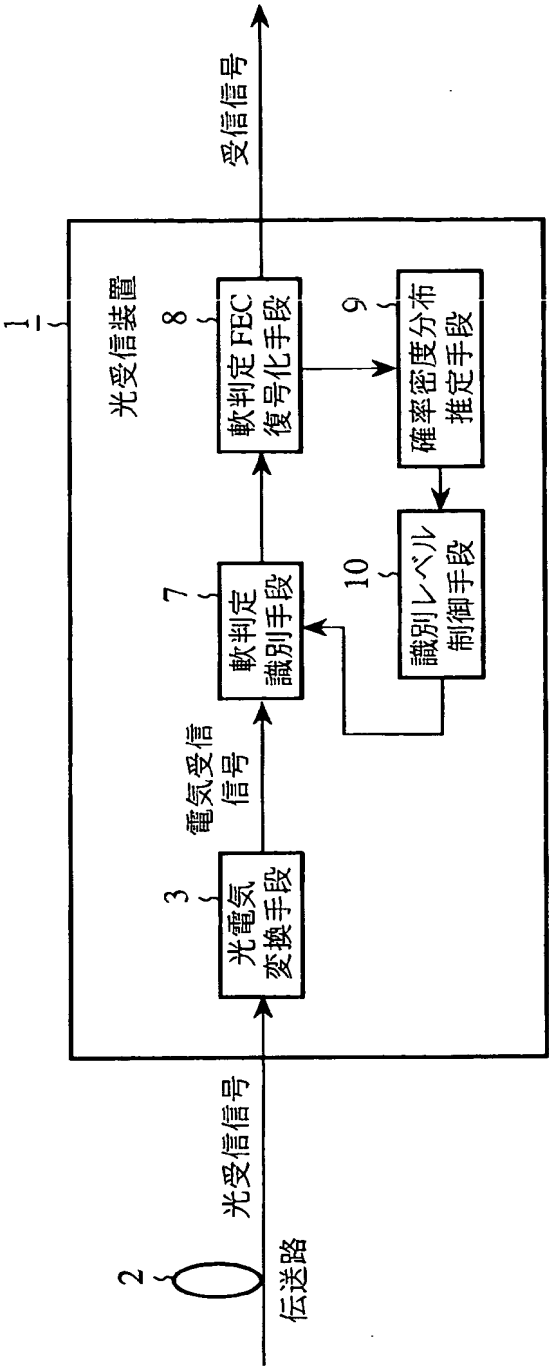 1
光受信装置
2
伝送路
光受信信号
3
光電気
変換手段
電気受信
信号
7
軟判定
識別手段
8
軟判定FEC
復号化手段
受信信号
9
確率密度分布
推定手段
10
識別レベル
制御手段